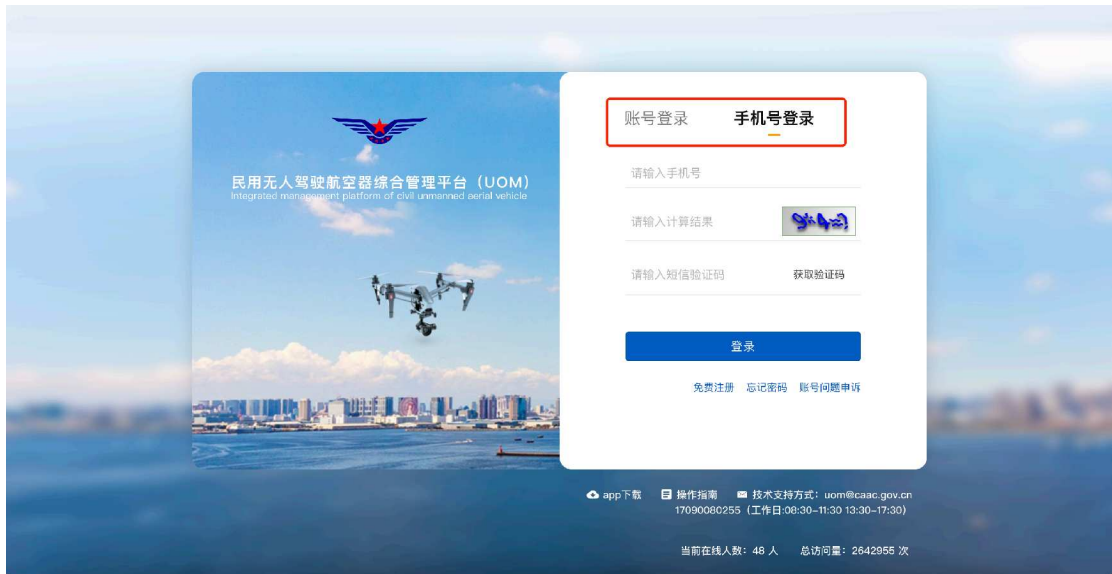 账号登录 手机号登录
民用无人驾驶航空器综合管理平台（UOM）
Integrated management platform of civil unmanned aerial vehicle
请输入手机号
请输入计算结果
请输入短信验证码 获取验证码
登录
免费注册 忘记密码 账号问题申诉
app下载 操作指南 技术支持方式：uom@caac.gov.cn
17090080255（工作日:08:30-11:30 13:30-17:30）
当前在线人数：48 人 总访问量：2642955 次